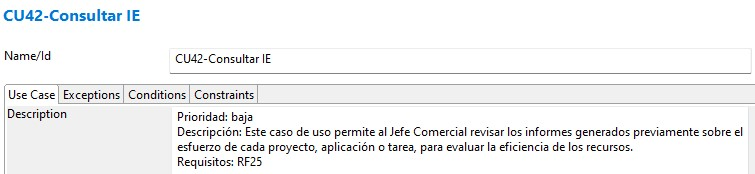 CU42-Consultar IE
Name/Id
CU42-Consultar IE
Use Case Exceptions Conditions Constraints
Description
Prioridad: baja
Descripción: Este caso de uso permite al Jefe Comercial revisar los informes generados previamente sobre el
esfuerzo de cada proyecto, aplicación o tarea, para evaluar la eficiencia de los recursos.
Requisitos: RF25